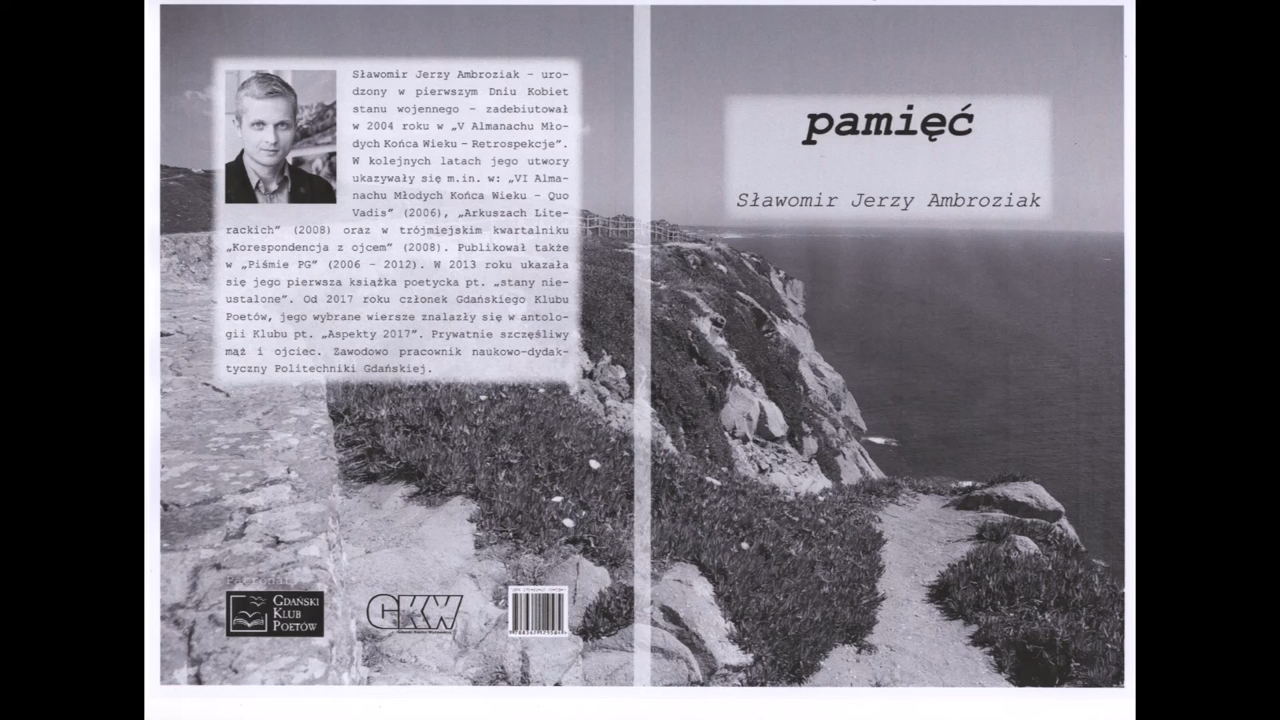 Sławomir Jerzy Ambroziak – uro-
dzony w pierwszym Dniu Kobiet
stanu wojennego – zadebiutował
w 2004 roku w „V Almanachu Mło-
dych Końca Wieku – Retrospekcje”.
W kolejnych latach jego utwory
ukazywały się m.in. w: „VI Alma-
nachu Młodych Końca Wieku – Quo
Vadis” (2006), „Arkuszach Lite-
rackich” (2008) oraz w trójmiejskim kwartalniku
„Korespondencja z ojcem” (2008). Publikował także
w „Piśmie PG” (2006 – 2012). W 2013 roku ukazała
się jego pierwsza książka poetycka pt. „stany nie-
ustalone”. Od 2017 roku członek Gdańskiego Klubu
Poetów, jego wybrane wiersze znalazły się w antolo-
gii Klubu pt. „Aspekty 2017”. Prywatnie szczęśliwy
mąż i ojciec. Zawodowo pracownik naukowo-dydak-
tyczny Politechniki Gdańskiej.
Patronat:
GDAŃSKI
KLUB
POETÓW
GKW
pamięć
Sławomir Jerzy Ambroziak